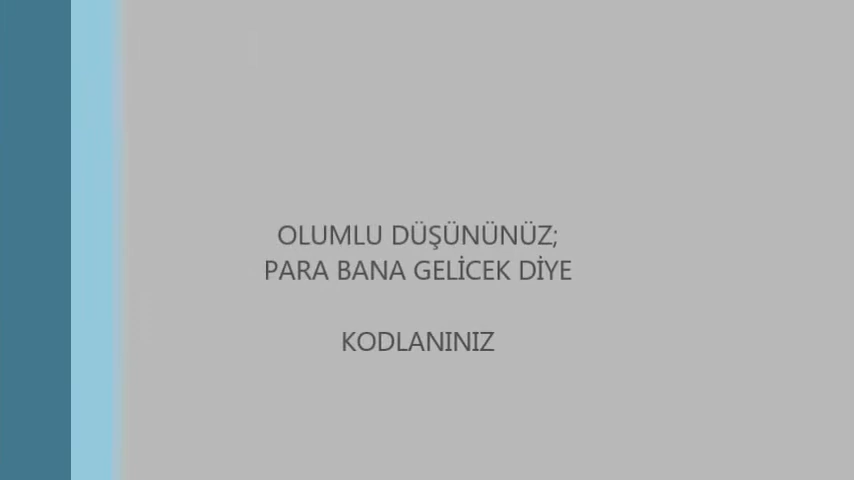 OLUMLU DÜŞÜNÜNÜZ;
PARA BANA GELİCEK DİYE
KODLANINIZ